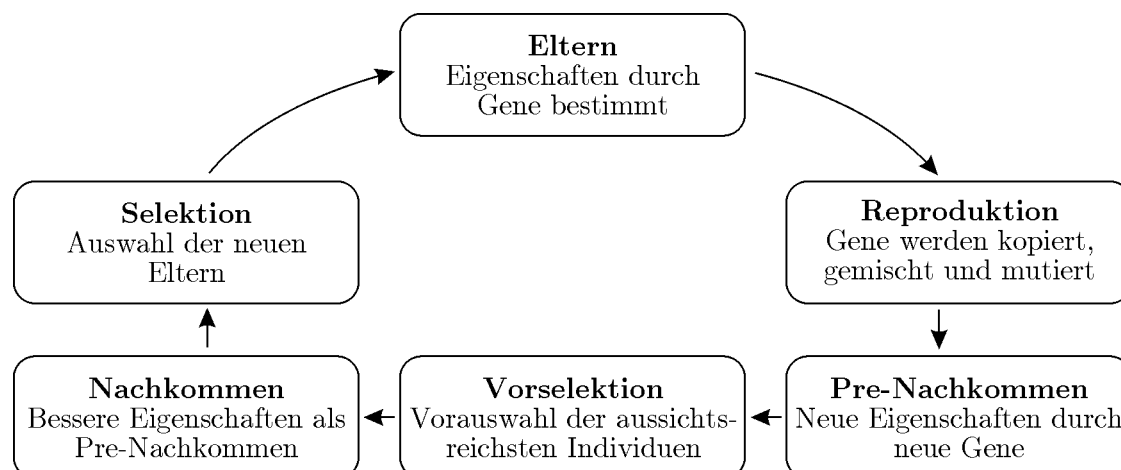 Eltern
Eigenschaften durch
Gene bestimmt
Selektion
Auswahl der neuen
Eltern
Reproduktion
Gene werden kopiert,
gemischt und mutiert
Nachkommen
Bessere Eigenschaften als
Pre-Nachkommen
Vorselektion
Vorauswahl der aussichts-
reichsten Individuen
Pre-Nachkommen
Neue Eigenschaften durch
neue Gene